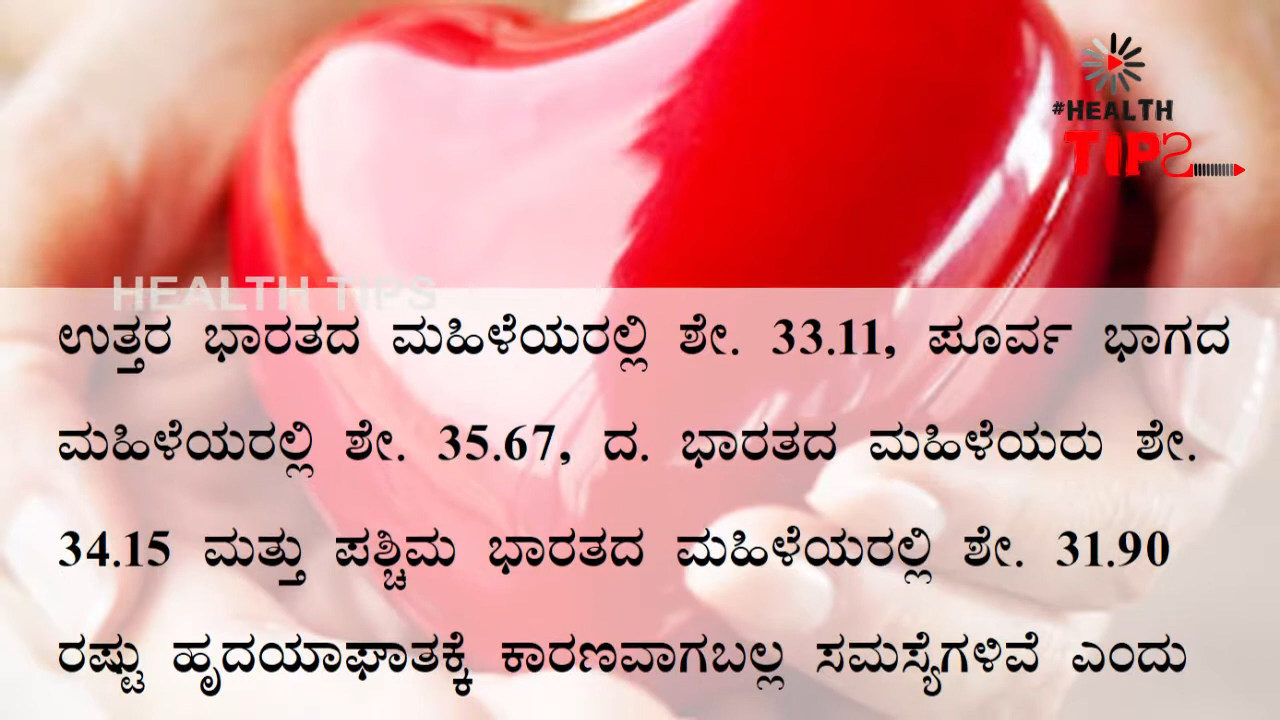 #HEALTH
TIPS
HEALTH TIPS
ಉತ್ತರ ಭಾರತದ ಮಹಿಳೆಯರಲ್ಲಿ ಶೇ. 33.11, ಪೂರ್ವ ಭಾಗದ
ಮಹಿಳೆಯರಲ್ಲಿ ಶೇ. 35.67, ದ. ಭಾರತದ ಮಹಿಳೆಯರು ಶೇ.
34.15 ಮತ್ತು ಪಶ್ಚಿಮ ಭಾರತದ ಮಹಿಳೆಯರಲ್ಲಿ ಶೇ. 31.90
ರಷ್ಟು ಹೃದಯಾಘಾತಕ್ಕೆ ಕಾರಣವಾಗಬಲ್ಲ ಸಮಸ್ಯೆಗಳಿವೆ ಎಂದು